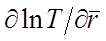 ∂ ln T/∂r̄